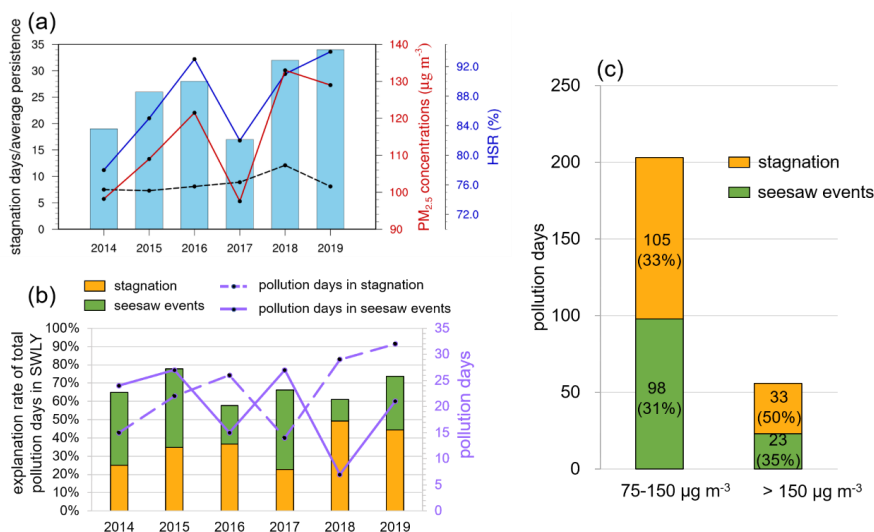 (a)
stagnation days/average persistence
35
30
25
20
15
10
5
0
2014 2015 2016 2017 2018 2019
140
130
120
110
100
90
PM2.5 concentrations (μg m-3)
92.0
88.0
84.0
80.0
76.0
72.0
HSR (%)
(b)
stagnation
seesaw events
pollution days in stagnation
pollution days in seesaw events
explanation rate of total
pollution days in SWLY
100%
90%
80%
70%
60%
50%
40%
30%
20%
10%
0%
2014 2015 2016 2017 2018 2019
35
30
25
20
15
10
5
0
pollution days
(c)
pollution days
250
200
150
100
50
0
stagnation
seesaw events
105
(33%)
98
(31%)
33
(50%)
23
(35%)
75-150 μg m-3
> 150 μg m-3